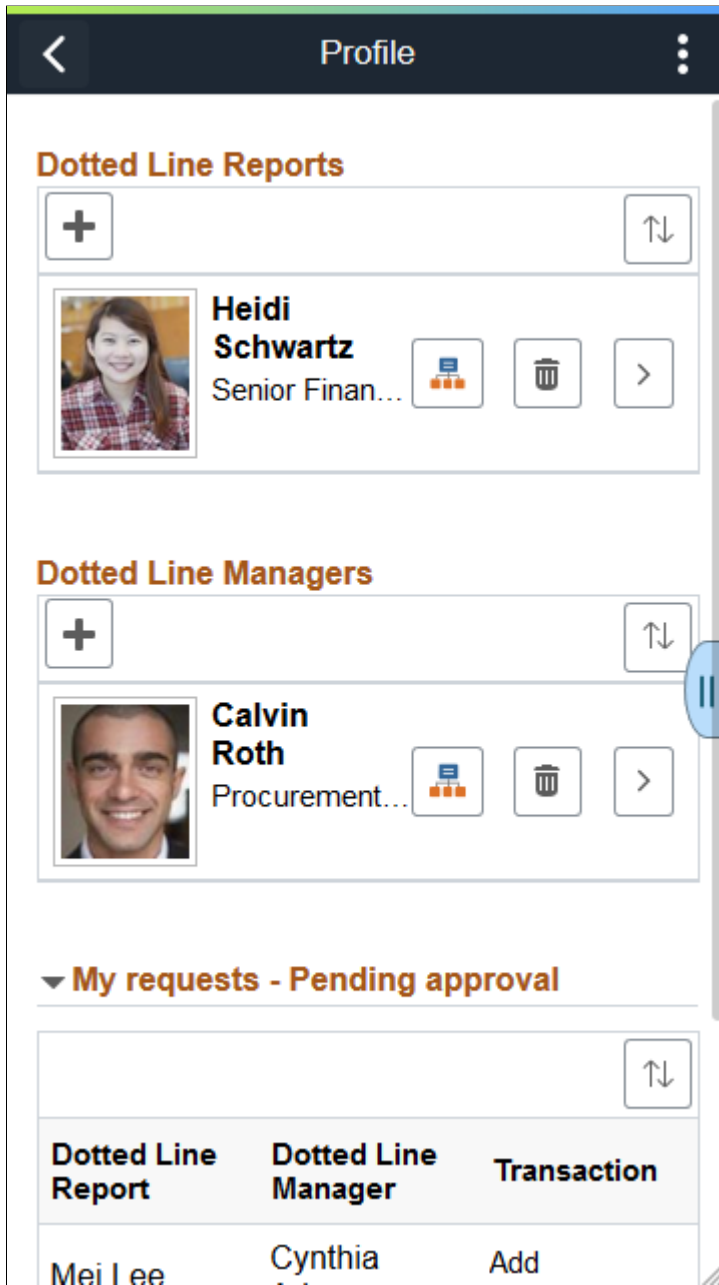 Profile
Dotted Line Reports
Heidi
Schwartz
Senior Finan...
Dotted Line Managers
Calvin
Roth
Procurement...
My requests - Pending approval
Dotted Line
Report
Dotted Line
Manager
Transaction
Mei Lee
Cynthia
Add